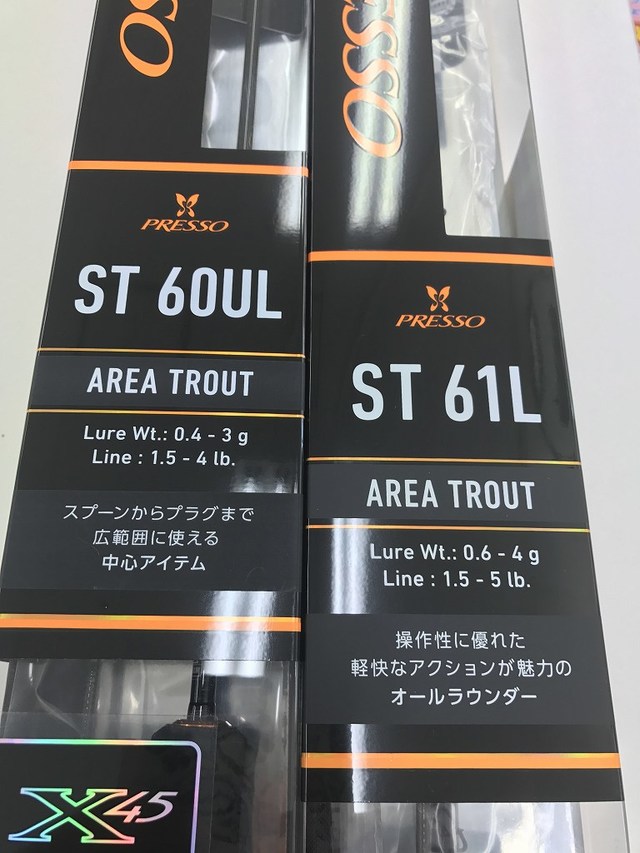 PRESSO
ST 60UL
AREA TROUT
Lure Wt.: 0.4 - 3 g
Line : 1.5 - 4 lb.
スプーンからプラグまで
広範囲に使える
中心アイテム
X45
ESSO
PRESSO
ST 61L
AREA TROUT
Lure Wt.: 0.6 - 4 g
Line : 1.5 - 5 lb.
操作性に優れた
軽快なアクションが魅力の
オールラウンダー